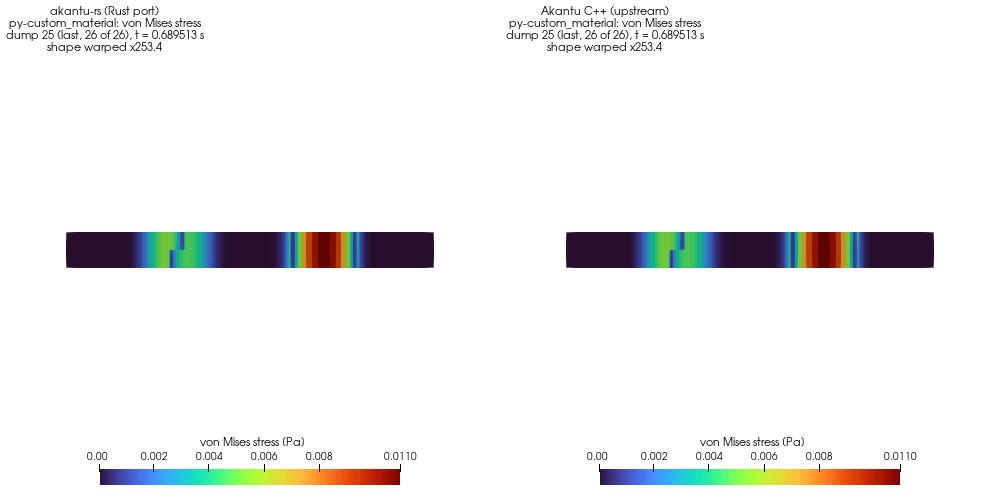 akantu-rs (Rust port)
py-custom_material: von Mises stress
dump 25 (last, 26 of 26), t = 0.689513 s
shape warped x253.4
Akantu C++ (upstream)
py-custom_material: von Mises stress
dump 25 (last, 26 of 26), t = 0.689513 s
shape warped x253.4
von Mises stress (Pa)
0.00 0.002 0.004 0.006 0.008 0.0110
von Mises stress (Pa)
0.00 0.002 0.004 0.006 0.008 0.0110